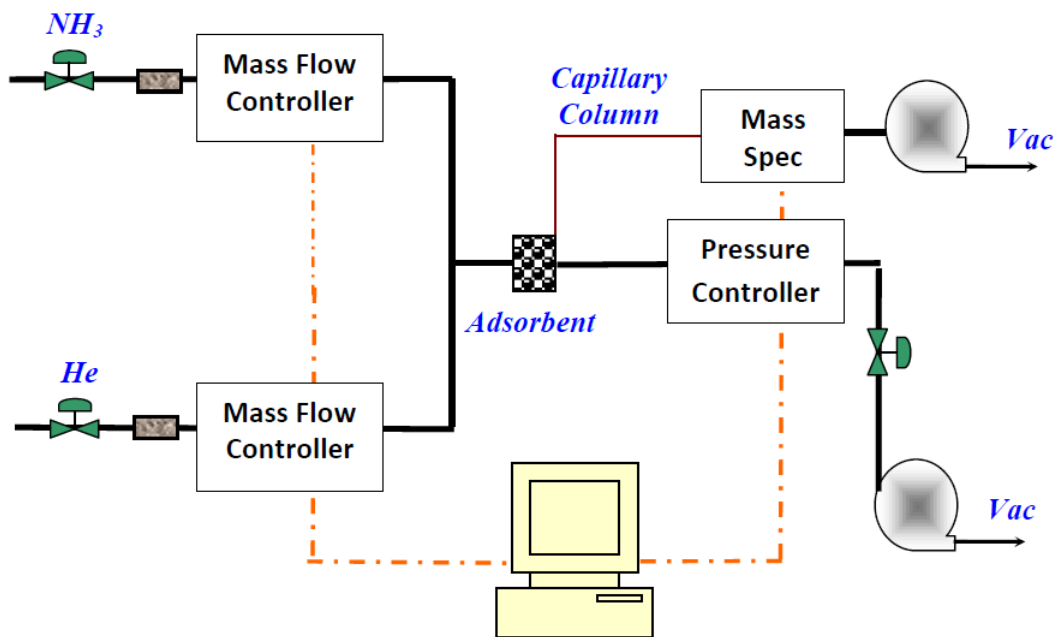 NH3
Mass Flow
Controller
Capillary
Column
Mass
Spec
Vac
Pressure
Controller
Adsorbent
He
Mass Flow
Controller
Vac